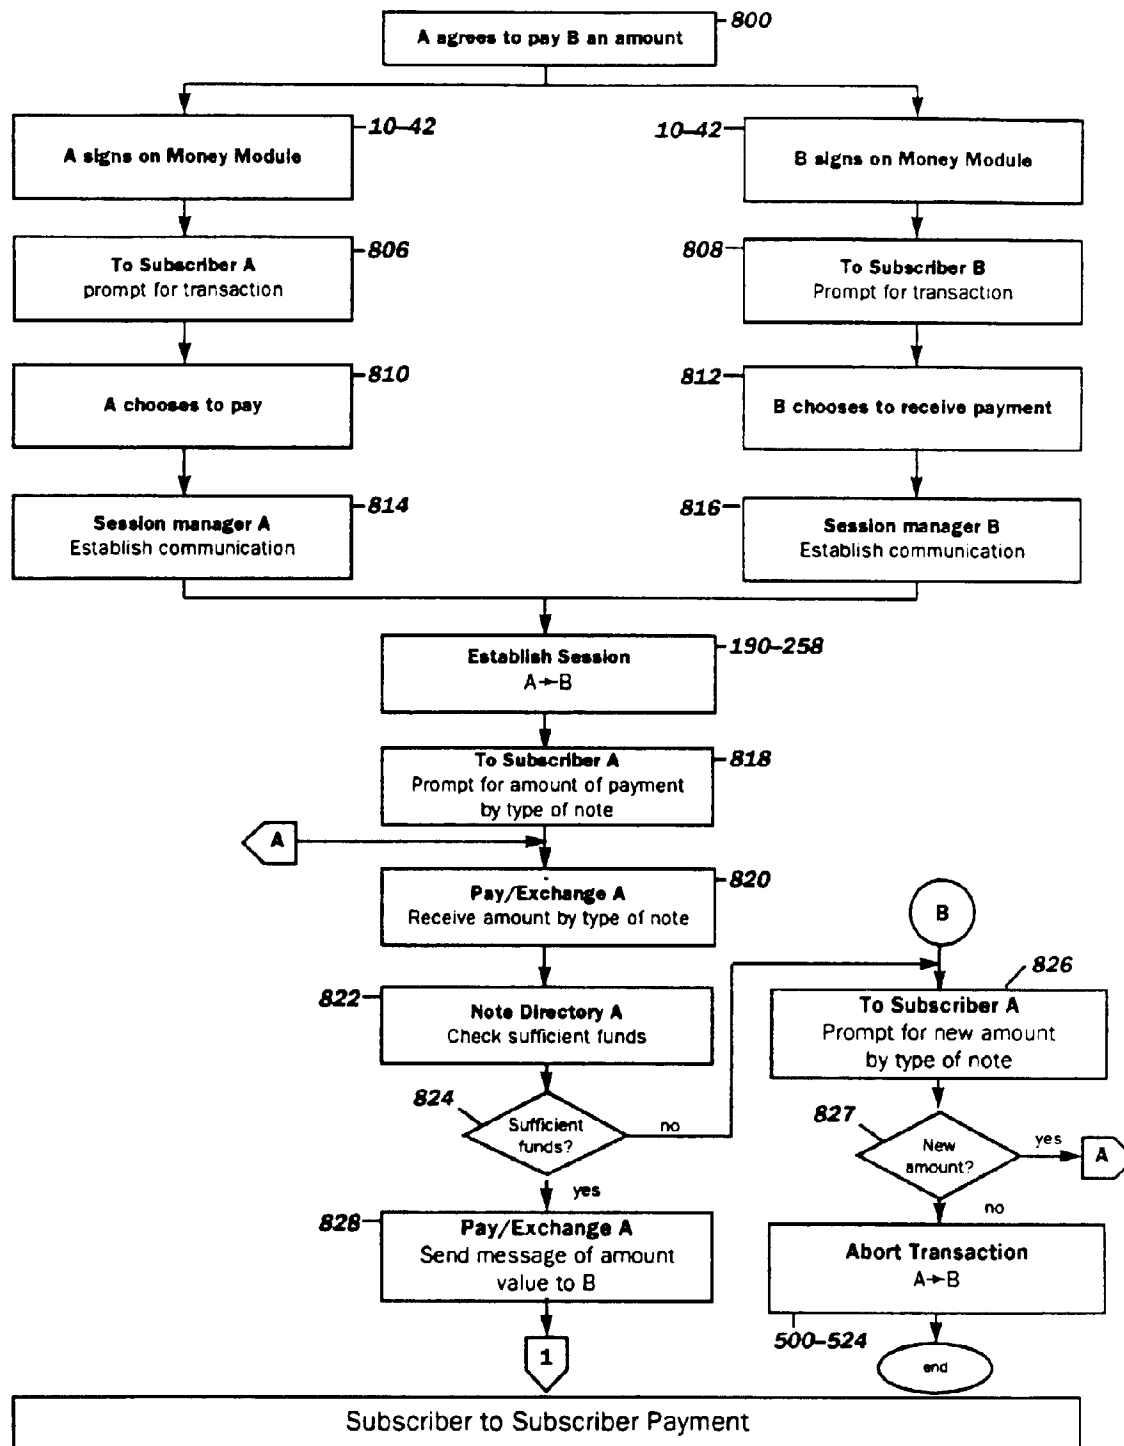 A agrees to pay B an amount
800
10–42
A signs on Money Module
10–42
B signs on Money Module
806
To Subscriber A
prompt for transaction
808
To Subscriber B
Prompt for transaction
810
A chooses to pay
812
B chooses to receive payment
814
Session manager A
Establish communication
816
Session manager B
Establish communication
Establish Session
A→B
190–258
To Subscriber A
Prompt for amount of payment
by type of note
818
A
Pay/Exchange A
Receive amount by type of note
820
B
822
Note Directory A
Check sufficient funds
826
To Subscriber A
Prompt for new amount
by type of note
824
Sufficient
funds?
no
yes
827
New
amount?
yes
A
no
828
Pay/Exchange A
Send message of amount
value to B
Abort Transaction
A→B
500–524
1
end
Subscriber to Subscriber Payment